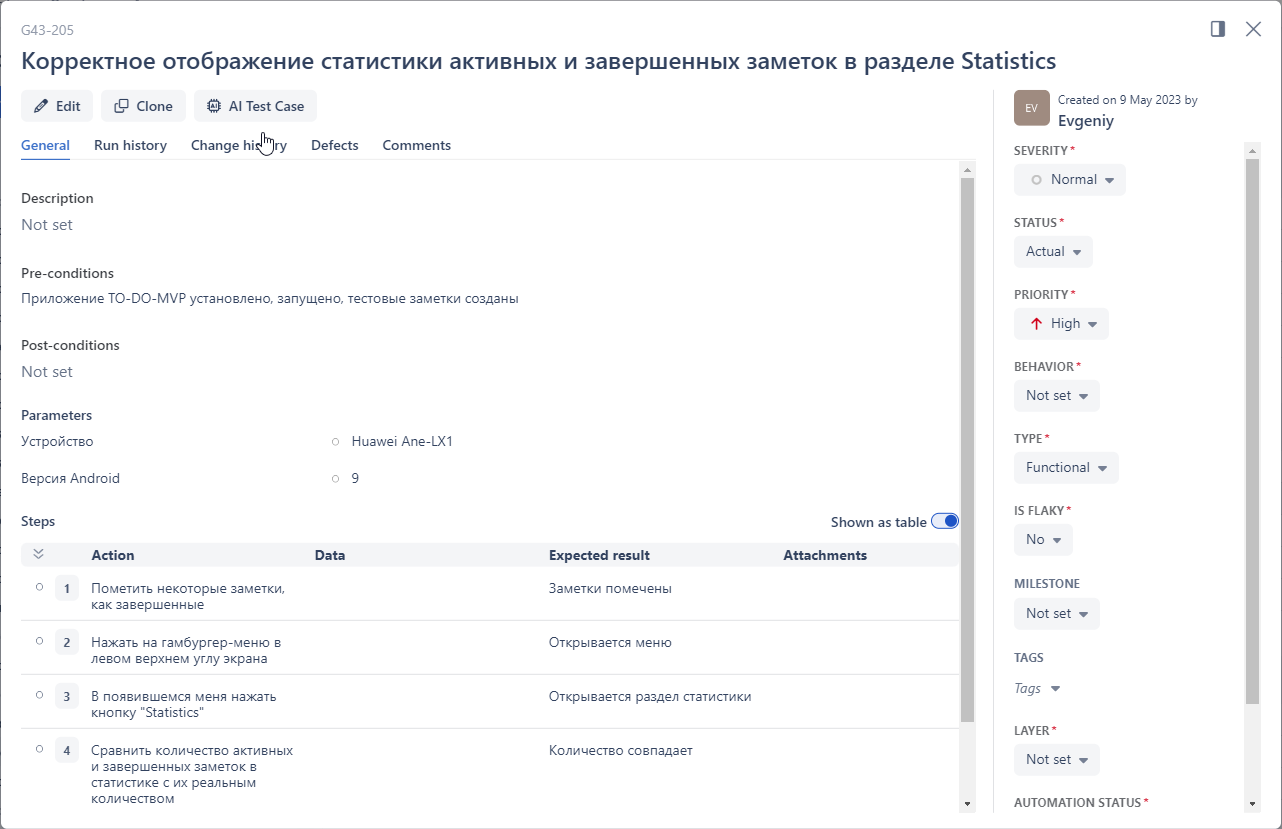 G43-205
Корректное отображение статистики активных и завершенных заметок в разделе Statistics
Edit
Clone
AI Test Case
General
Run history
Change history
Defects
Comments
Description
Not set
Pre-conditions
Приложение TO-DO-MVP установлено, запущено, тестовые заметки созданы
Post-conditions
Not set
Parameters
Устройство
Huawei Ane-LX1
Версия Android
9
Steps
Shown as table
Action
Data
Expected result
Attachments
1
Пометить некоторые заметки,
как завершенные
Заметки помечены
2
Нажать на гамбургер-меню в
левом верхнем углу экрана
Открывается меню
3
В появившемся меня нажать
кнопку "Statistics"
Открывается раздел статистики
4
Сравнить количество активных
и завершенных заметок в
статистике с их реальным
количеством
Количество совпадает
EV
Created on 9 May 2023 by
Evgeniy
SEVERITY*
Normal
STATUS*
Actual
PRIORITY*
High
BEHAVIOR*
Not set
TYPE*
Functional
IS FLAKY*
No
MILESTONE
Not set
TAGS
Tags
LAYER*
Not set
AUTOMATION STATUS*